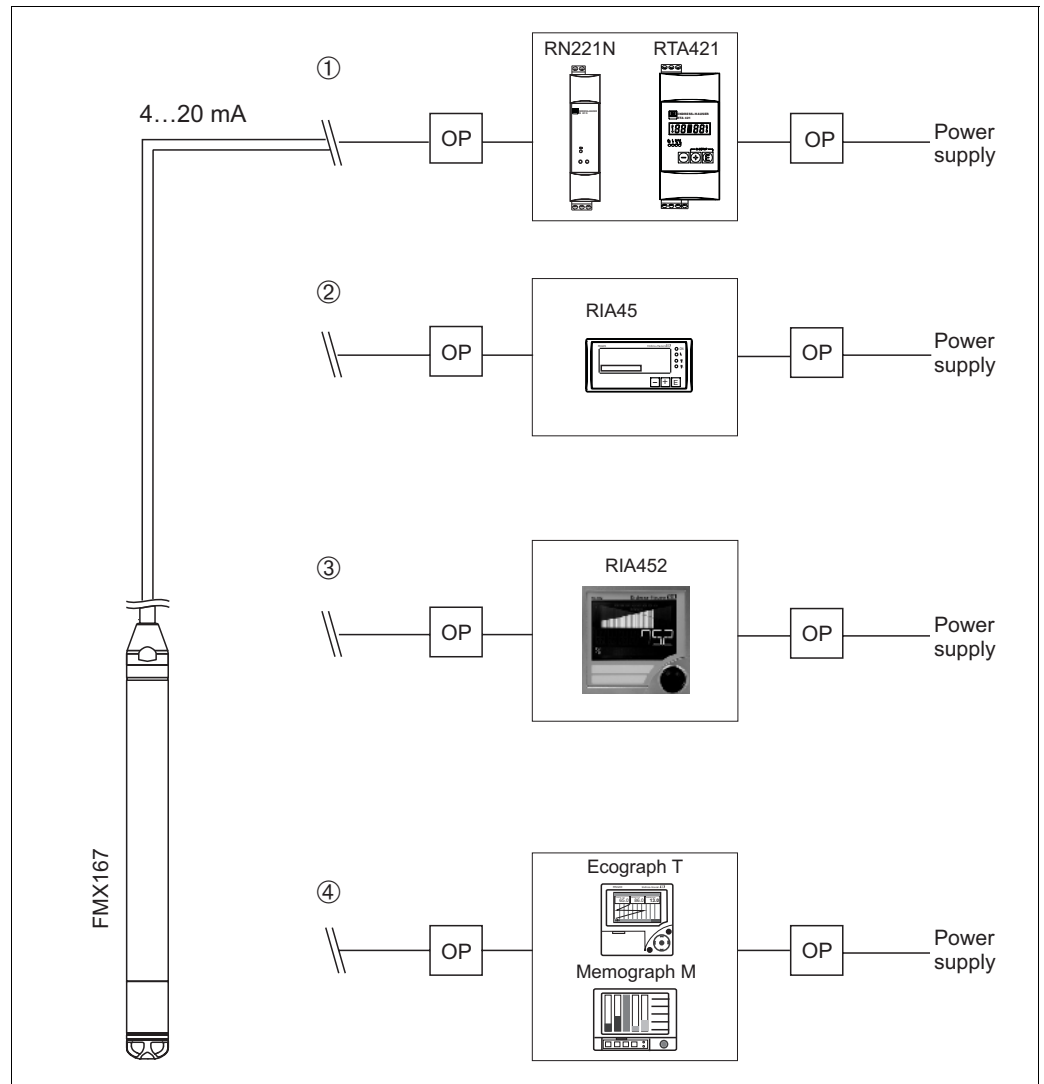 ①
RN221N RTA421
4…20 mA
OP
OP
Power
supply
②
RIA45
OP
OP
Power
supply
③
RIA452
OP
OP
Power
supply
④
Ecograph T
Memograph M
OP
OP
Power
supply
FMX167